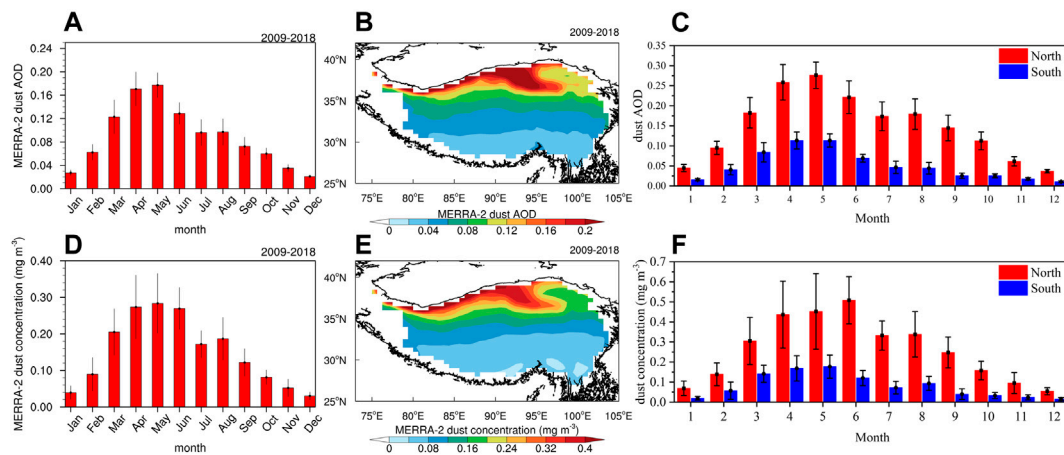 A
2009-2018
MERRA-2 dust AOD
0.24
0.20
0.16
0.12
0.08
0.04
0.00
Jan Feb Mar Apr May Jun Jul Aug Sep Oct Nov Dec
month
B
2009-2018
40°N
35°N
30°N
25°N
75°E 80°E 85°E 90°E 95°E 100°E 105°E
MERRA-2 dust AOD
0 0.04 0.08 0.12 0.16 0.2
C
North
South
dust AOD
0.35
0.30
0.25
0.20
0.15
0.10
0.05
0.00
1 2 3 4 5 6 7 8 9 10 11 12
Month
D
2009-2018
MERRA-2 dust concentration (mg m⁻³)
0.40
0.30
0.20
0.10
0.00
Jan Feb Mar Apr May Jun Jul Aug Sep Oct Nov Dec
month
E
2009-2018
40°N
35°N
30°N
25°N
75°E 80°E 85°E 90°E 95°E 100°E 105°E
MERRA-2 dust concentration (mg m⁻³)
0 0.08 0.16 0.24 0.32 0.4
F
North
South
dust concentration (mg m⁻³)
0.7
0.6
0.5
0.4
0.3
0.2
0.1
0.0
1 2 3 4 5 6 7 8 9 10 11 12
Month